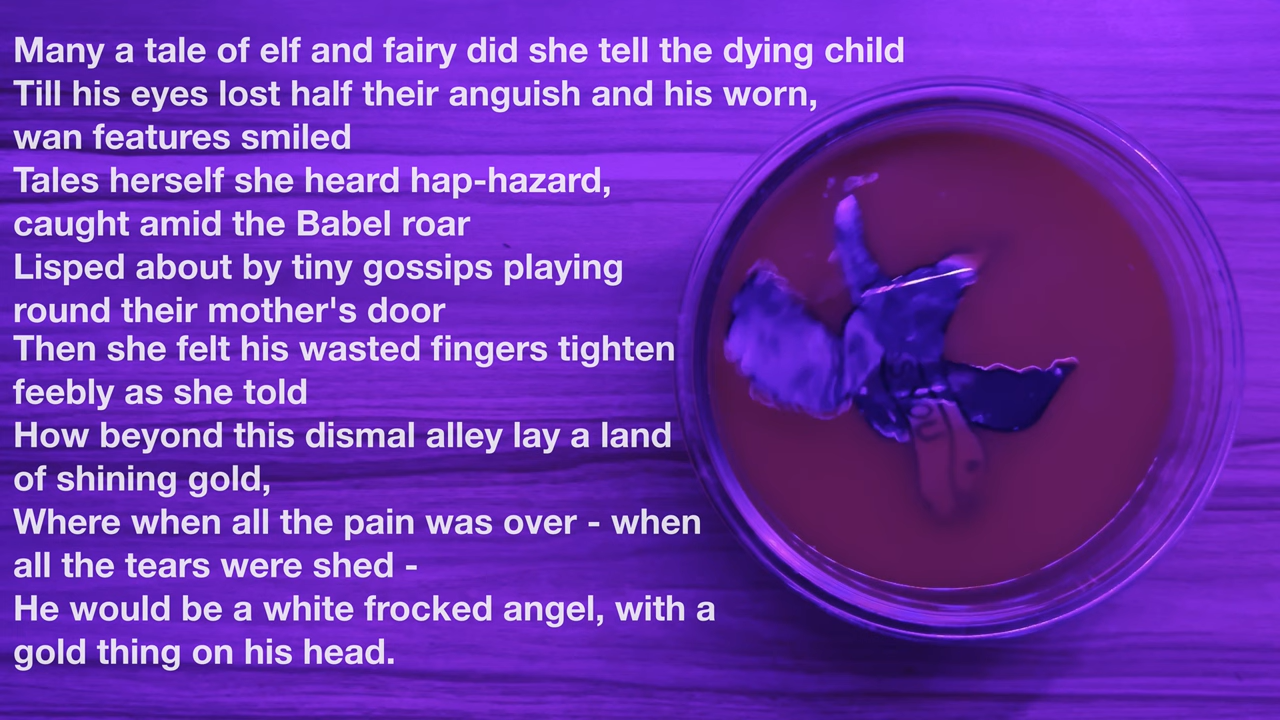 Many a tale of elf and fairy did she tell the dying child
Till his eyes lost half their anguish and his worn,
wan features smiled
Tales herself she heard hap-hazard,
caught amid the Babel roar
Lisped about by tiny gossips playing
round their mother's door
Then she felt his wasted fingers tighten
feebly as she told
How beyond this dismal alley lay a land
of shining gold,
Where when all the pain was over - when
all the tears were shed -
He would be a white frocked angel, with a
gold thing on his head.